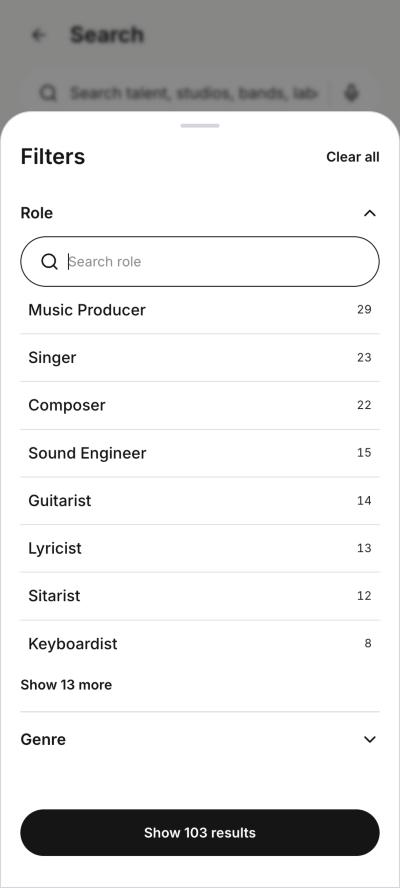 Search
Search talent, studios, bands, lab
Filters
Clear all
Role
Search role
Music Producer 29
Singer 23
Composer 22
Sound Engineer 15
Guitarist 14
Lyricist 13
Sitarist 12
Keyboardist 8
Show 13 more
Genre
Show 103 results